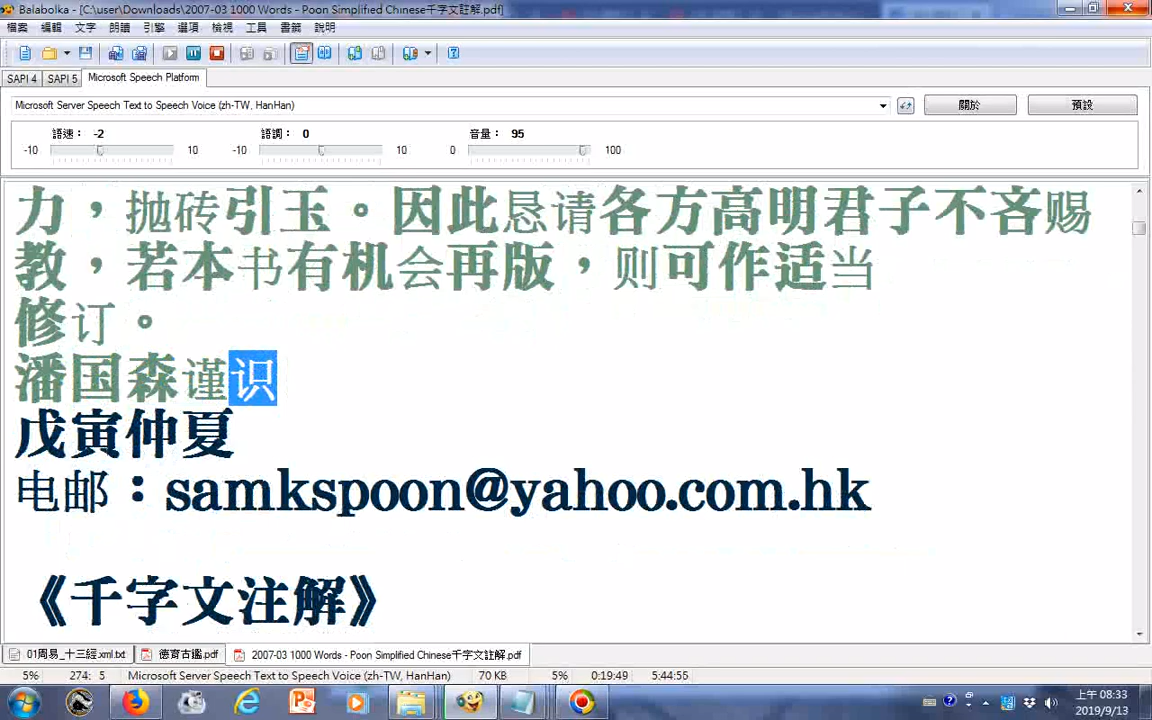 Balabolka - [C:\user\Downloads\2007-03 1000 Words - Poon Simplified Chinese千字文註解.pdf]
檔案 編輯 文字 朗讀 引擎 選項 檢視 工具 書籤 說明
SAPI 4 SAPI 5 Microsoft Speech Platform
Microsoft Server Speech Text to Speech Voice (zh-TW, HanHan) 關於 預設
語速： -2 語調： 0 音量： 95
-10 10 -10 10 0 100
力，抛砖引玉。因此恳请各方高明君子不吝赐
教，若本书有机会再版，则可作适当
修订。
潘国森谨识
戊寅仲夏
电邮：samkspoon@yahoo.com.hk
《千字文注解》
01周易_十三經.xml.txt 德育古鑑.pdf 2007-03 1000 Words - Poon Simplified Chinese千字文註解.pdf
5% 274: 5 Microsoft Server Speech Text to Speech Voice (zh-TW, HanHan) 70 KB 5% 0:19:49 5:44:55
上午 08:33
2019/9/13